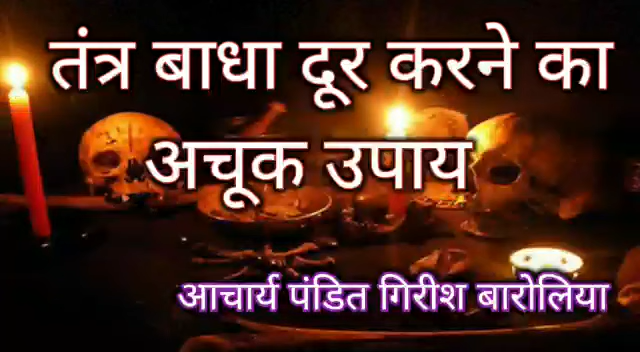 तंत्र बाधा दूर करने का
अचूक उपाय
आचार्य पंडित गिरीश बारोलिया